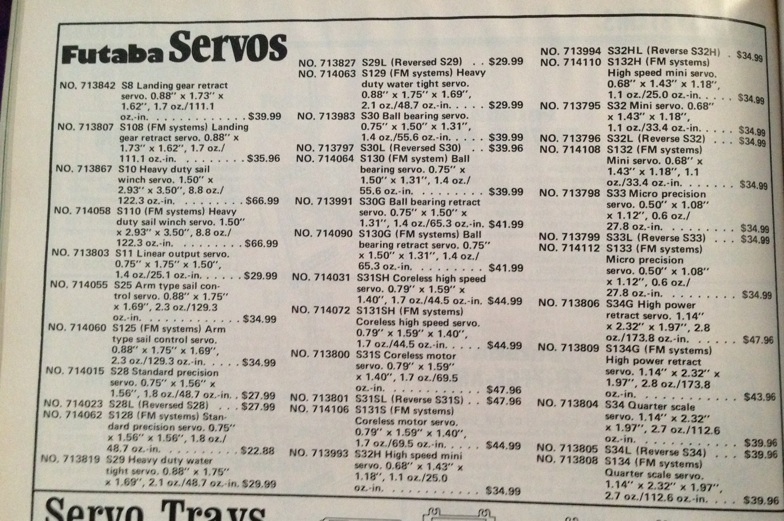 Futaba Servos
NO. 713842 S8 Landing gear retract
servo. 0.88" x 1.73" x
1.62", 1.7 oz./111.1
oz.-in. . . . . . . . . . . . . . $39.99
NO. 713807 S108 (FM systems) Landing
gear retract servo. 0.88" x
1.73" x 1.62", 1.7 oz./
111.1 oz.-in. . . . . . . . . . $35.96
NO. 713867 S10 Heavy duty sail
winch servo. 1.50" x
2.93" x 3.50", 8.8 oz./
122.3 oz.-in. . . . . . . . . . $66.99
NO. 714058 S110 (FM systems) Heavy
duty sail winch servo. 1.50"
x 2.93" x 3.50", 8.8 oz./
122.3 oz.-in. . . . . . . . . . $66.99
NO. 713803 S11 Linear output servo.
0.75" x 1.75" x 1.50",
1.4 oz./25.1 oz.-in. . . . . . $29.99
NO. 714055 S25 Arm type sail con-
trol servo. 0.88" x 1.75"
x 1.69", 2.3 oz./129.3
oz.-in. . . . . . . . . . . . . . $34.99
NO. 714060 S125 (FM systems) Arm
type sail control servo.
0.88" x 1.75" x 1.69",
2.3 oz./129.3 oz.-in. . . . . $34.99
NO. 714015 S28 Standard precision
servo. 0.75" x 1.56" x
1.56", 1.8 oz/48.7 oz-in. . . $27.99
NO. 714023 S28L (Reversed S28) . . . . $27.99
NO. 714062 S128 (FM systems) Stan-
dard precision servo. 0.75"
x 1.56" x 1.56", 1.8 oz./
48.7 oz.-in. . . . . . . . . . . $22.88
NO. 713819 S29 Heavy duty water
tight servo. 0.88" x 1.75"
x 1.69", 2.1 oz./48.7 oz-in. $29.99
NO. 713827 S29L (Reversed S29) . . $29.99
NO. 714063 S129 (FM systems) Heavy
duty water tight servo.
0.88" x 1.75" x 1.69",
2.1 oz/48.7 oz.-in. . . . . . $29.99
NO. 713983 S30 Ball bearing servo.
0.75" x 1.50" x 1.31",
1.4 oz/55.6 oz.-in. . . . . . $39.99
NO. 713797 S30L (Reversed S30) . . $39.96
NO. 714064 S130 (FM system) Ball
bearing servo. 0.75" x
1.50" x 1.31", 1.4 oz./
55.6 oz-in. . . . . . . . . . . $39.99
NO. 713991 S30G Ball bearing retract
servo. 0.75" x 1.50" x
1.31", 1.4 oz/65.3 oz-in. $41.99
NO. 714090 S130G (FM systems) Ball
bearing retract servo. 0.75"
x 1.50" x 1.31", 1.4 oz./
65.3 oz-in. . . . . . . . . . . $41.99
NO. 714031 S31SH Coreless high speed
servo. 0.79" x 1.59" x
1.40", 1.7 oz/44.5 oz-in. $44.99
NO. 714072 S131SH (FM systems)
Coreless high speed servo.
0.79" x 1.59" x 1.40",
1.7 oz/44.5 oz-in. . . . . . $44.99
NO. 713800 S31S Coreless motor
servo. 0.79" x 1.59"
x 1.40", 1.7 oz/69.5
oz.-in. . . . . . . . . . . . . $47.96
NO. 713801 S31SL (Reverse S31S) . . $47.96
NO. 714106 S131S (FM systems)
Coreless motor servo.
0.79" x 1.59" x 1.40",
1.7 oz/69.5 oz.-in. . . . . . $44.99
NO. 713993 S32H High speed mini
servo. 0.68" x 1.43" x
1.18", 1.1 oz/25.0
oz.-in. . . . . . . . . . . . . $34.99
NO. 713994 S32HL (Reverse S32H) . $34.99
NO. 714110 S132H (FM systems)
High speed mini servo.
0.68" x 1.43" x 1.18",
1.1 oz/25.0 oz-in. . . . . . $34.99
NO. 713795 S32 Mini servo. 0.68"
x 1.43" x 1.18",
1.1 oz/33.4 oz-in. . . . . . $34.99
NO. 713796 S32L (Reverse S32) . . . $34.99
NO. 714108 S132 (FM systems)
Mini servo. 0.68" x
1.43" x 1.18", 1.1
oz/33.4 oz-in. . . . . . . . . $34.99
NO. 713798 S33 Micro precision
servo. 0.50" x 1.08"
x 1.12", 0.6 oz./
27.8 oz-in. . . . . . . . . . . $34.99
NO. 713799 S33L (Reverse S33) . . . $34.99
NO. 714112 S133 (FM systems)
Micro precision
servo. 0.50" x 1.08"
x 1.12", 0.6 oz./
27.8 oz-in. . . . . . . . . . . $34.99
NO. 713806 S34G High power
retract servo. 1.14"
x 2.32" x 1.97", 2.8
oz/173.8 oz-in. . . . . . . . $47.96
NO. 713809 S134G (FM systems)
High power retract
servo. 1.14" x 2.32" x
1.97", 2.8 oz/173.8
oz-in. . . . . . . . . . . . . . $43.96
NO. 713804 S34 Quarter scale
servo. 1.14" x 2.32"
x 1.97", 2.7 oz/112.6
oz-in. . . . . . . . . . . . . . $39.96
NO. 713805 S34L (Reverse S34) . . . $39.96
NO. 713808 S134 (FM systems)
Quarter scale servo.
1.14" x 2.32" x 1.97",
2.7 oz/112.6 oz-in. . . . . $39.96
Servo Trays